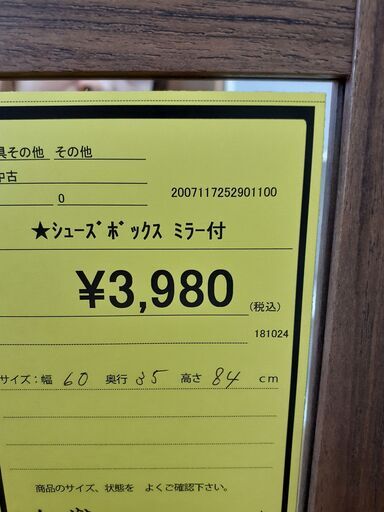 具その他 その他
中古
0
2007117252901100
★シューズボックス ミラー付
¥3,980
(税込)
181024
サイズ:幅 60 奥行 35 高さ 84 cm
商品のサイズ、状態を よくご確認下さい。